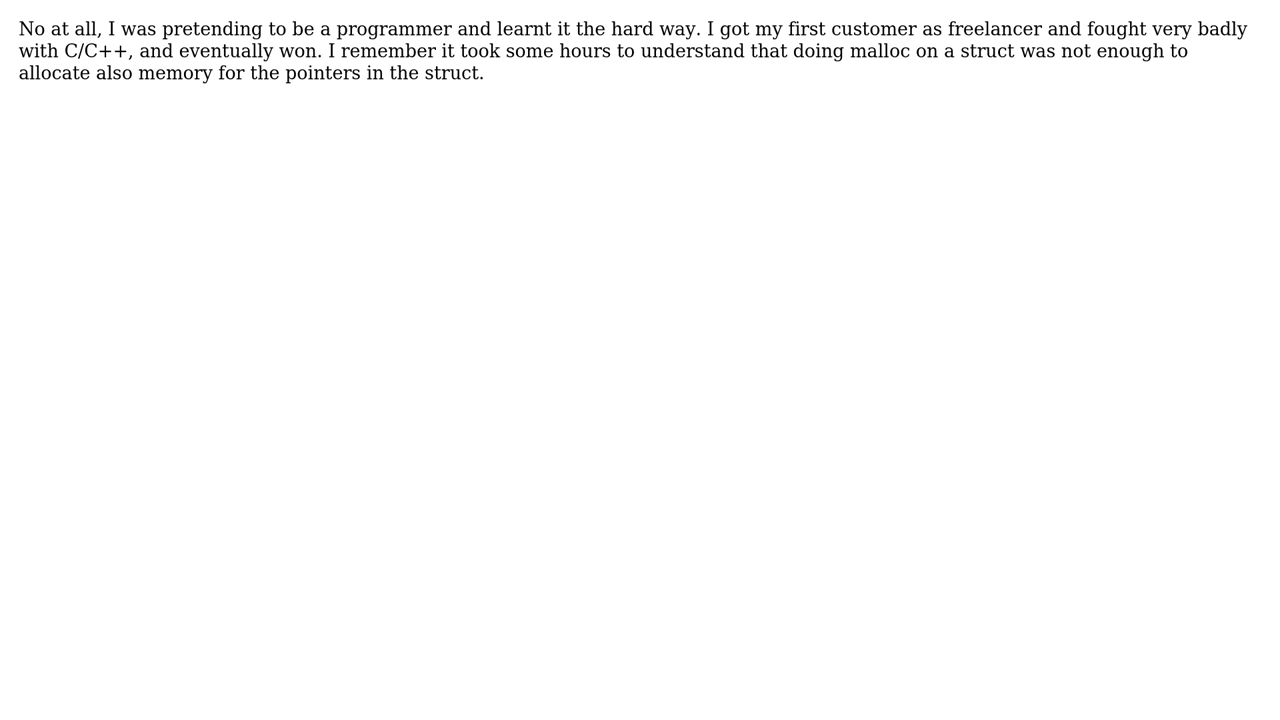 No at all, I was pretending to be a programmer and learnt it the hard way. I got my first customer as freelancer and fought very badly
with C/C++, and eventually won. I remember it took some hours to understand that doing malloc on a struct was not enough to
allocate also memory for the pointers in the struct.